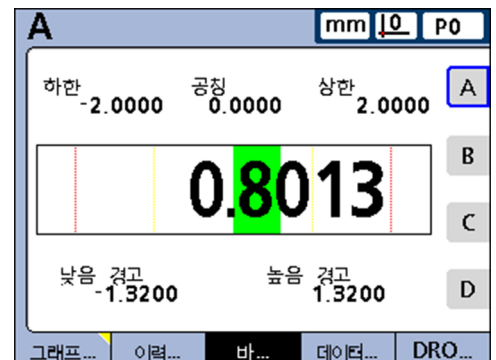 A mm 0 P0
하한 공칭 상한 A
-2.0000 0.0000 2.0000
B
0.8013
C
낮음 경고 높음 경고
-1.3200 1.3200 D
그래프... 이력... 바... 데이터... DRO...